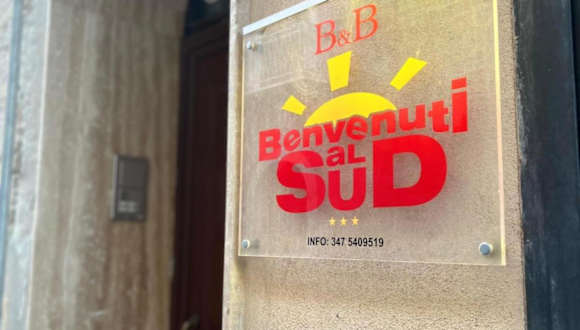 B&B
Benvenuti
aL
SUD
INFO: 347 5409519